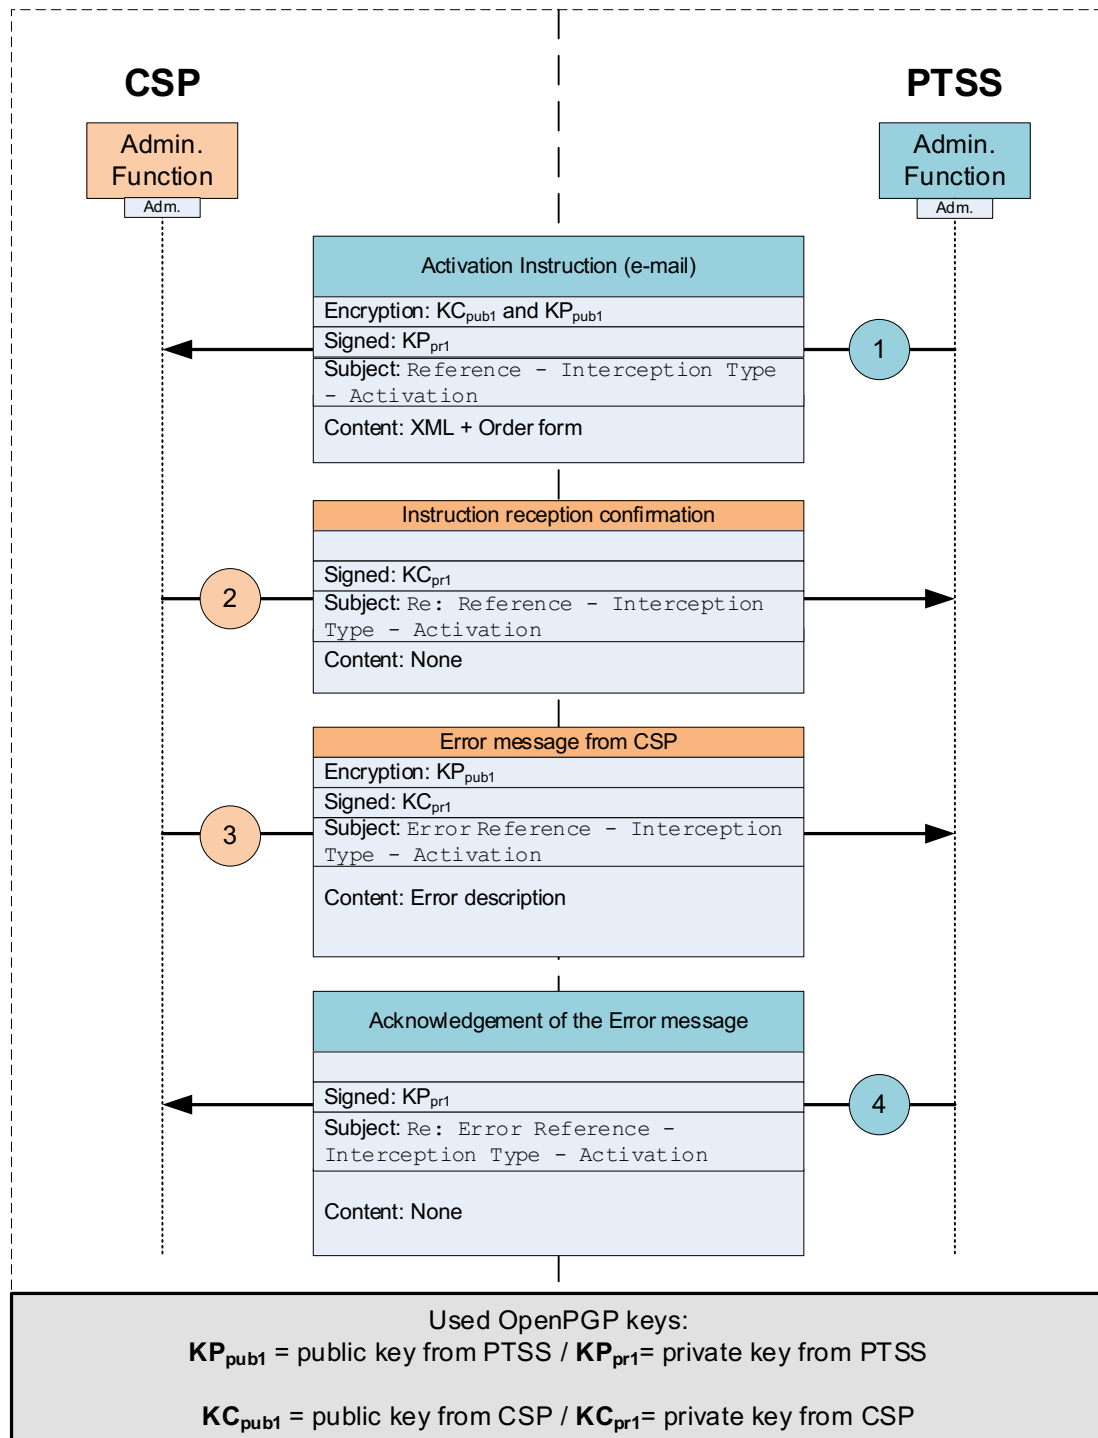 CSP
PTSS
Admin.
Function
Adm.
Admin.
Function
Adm.
Activation Instruction (e-mail)
Encryption: KCpub1 and KPpub1
Signed: KPpr1
1
Subject: Reference - Interception Type
- Activation
Content: XML + Order form
Instruction reception confirmation
Signed: KCpr1
2
Subject: Re: Reference - Interception
Type - Activation
Content: None
Error message from CSP
Encryption: KPpub1
Signed: KCpr1
3
Subject: Error Reference - Interception
Type - Activation
Content: Error description
Acknowledgement of the Error message
Signed: KPpr1
4
Subject: Re: Error Reference -
Interception Type - Activation
Content: None
Used OpenPGP keys:
KPpub1 = public key from PTSS / KPpr1= private key from PTSS
KCpub1 = public key from CSP / KCpr1= private key from CSP